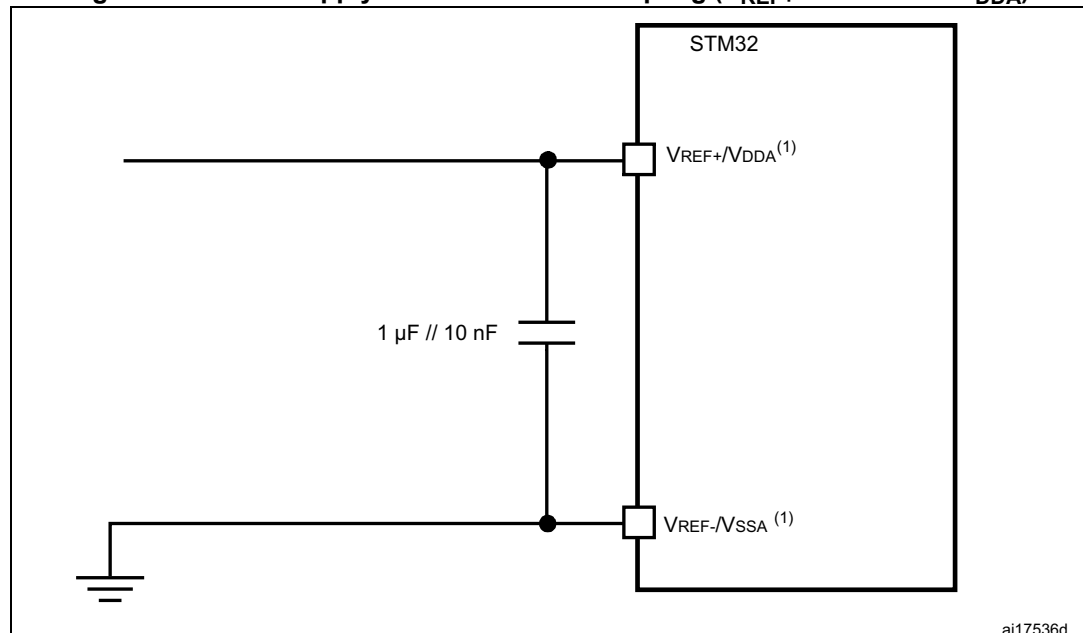 STM32
VREF+/VDDA(1)
1 µF // 10 nF
VREF-/VSSA (1)
ai17536d